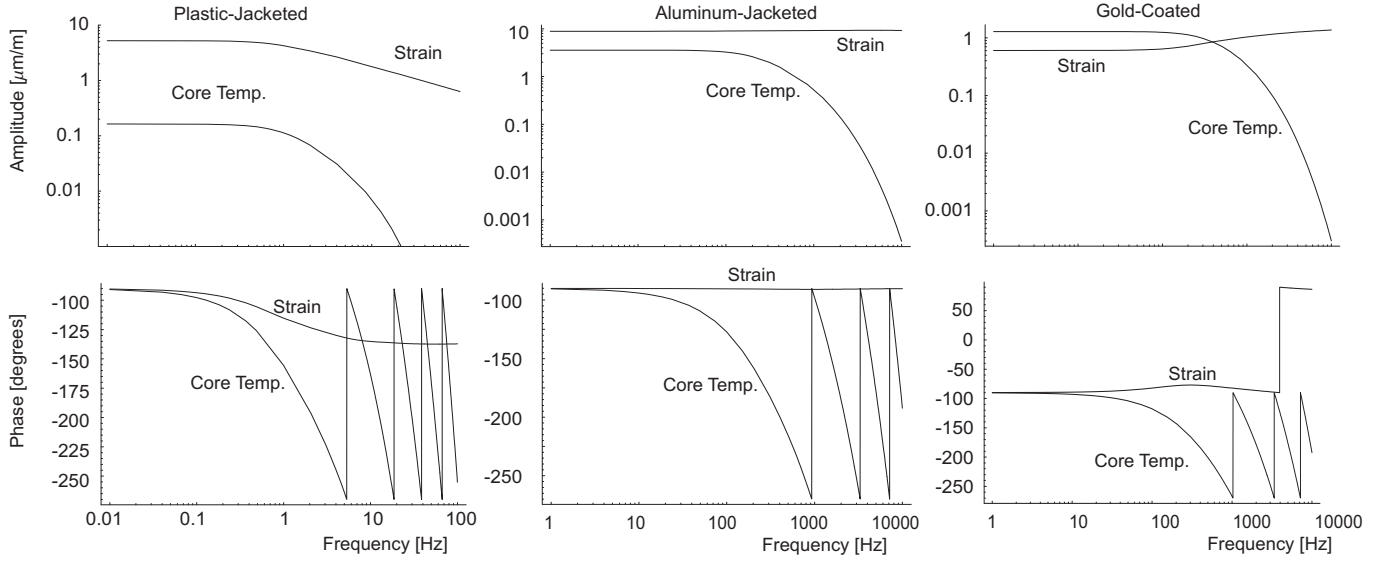 Plastic-Jacketed
Aluminum-Jacketed
Gold-Coated
Amplitude [μm/m]
10
1
0.1
0.01
Strain
Core Temp.
10
1
0.1
0.01
0.001
Strain
Core Temp.
1
0.1
0.01
0.001
Strain
Core Temp.
Phase [degrees]
-100
-125
-150
-175
-200
-225
-250
Strain
Core Temp.
0.01
0.1
1
10
100
Frequency [Hz]
-100
-150
-200
-250
Strain
Core Temp.
1
10
100
1000
10000
Frequency [Hz]
50
0
-50
-100
-150
-200
-250
Strain
Core Temp.
1
10
100
1000
10000
Frequency [Hz]